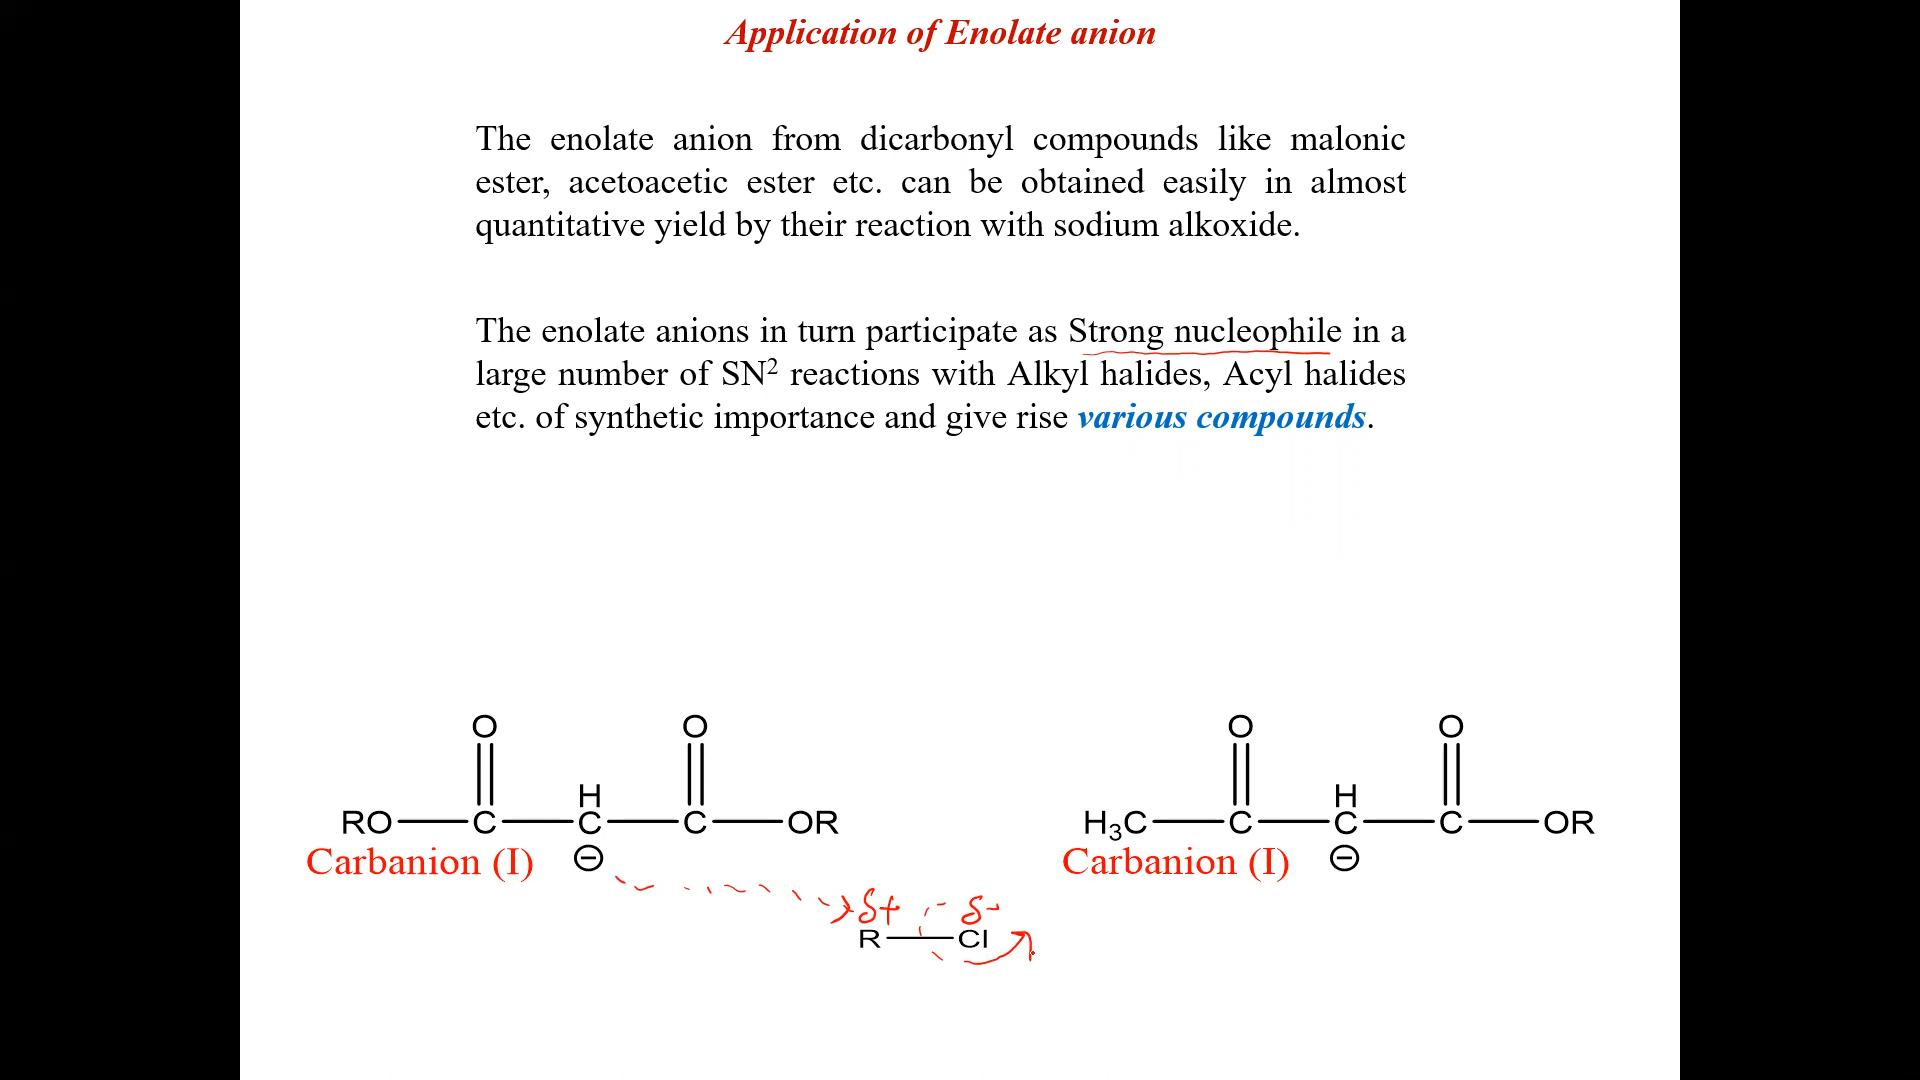 Application of Enolate anion
The enolate anion from dicarbonyl compounds like malonic
ester, acetoacetic ester etc. can be obtained easily in almost
quantitative yield by their reaction with sodium alkoxide.
The enolate anions in turn participate as Strong nucleophile in a
large number of SN² reactions with Alkyl halides, Acyl halides
etc. of synthetic importance and give rise various compounds.
O O O O
H H
RO C C C OR H₃C C C C OR
Carbanion (I) ⊖ Carbanion (I) ⊖
δ+ δ-
R Cl